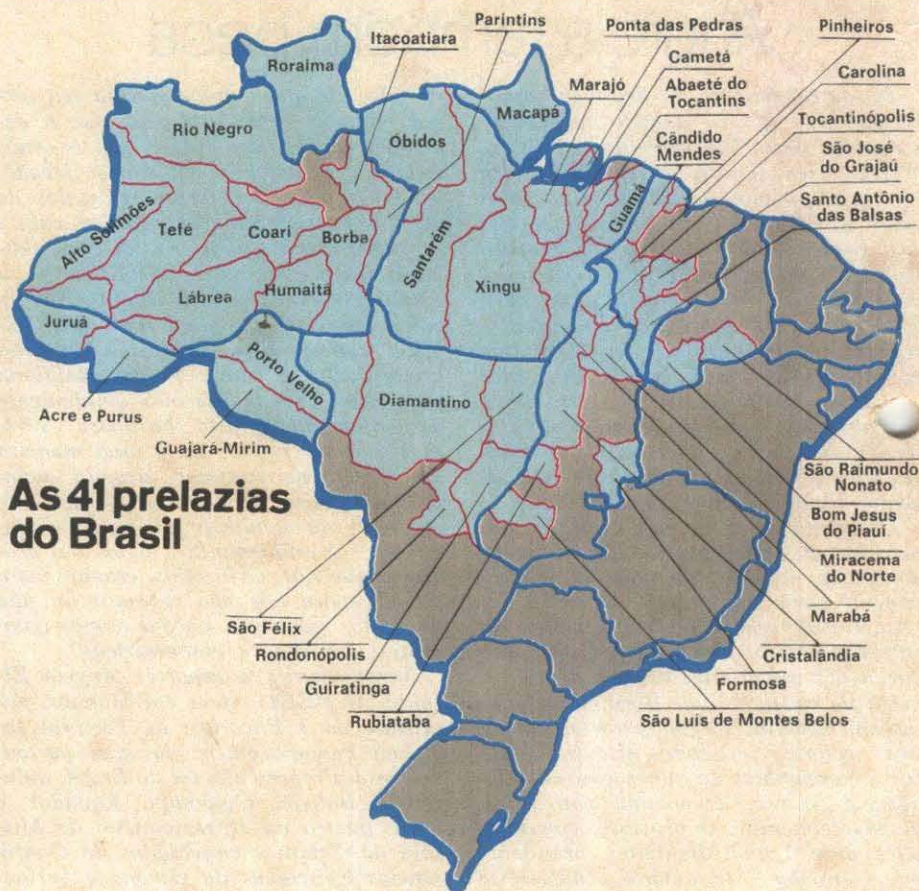 Parintins
Itacoatiara
Ponta das Pedras
Pinheiros
Roraima
Cametá
Marajó
Abaeté do
Tocantins
Carolina
Macapá
Tocantinópolis
Rio Negro
Óbidos
Cândido
Mendes
São José
do Grajaú
Santo Antônio
das Balsas
Guamá
Alto Solimões
Tefé
Coari
Borba
Santarém
Xingu
Lábrea
Humaitá
Juruá
Porto Velho
Diamantino
Acre e Purus
Guajará-Mirim
São Raimundo
Nonato
As 41 prelazias
do Brasil
Bom Jesus
do Piauí
Miracema
do Norte
Marabá
São Félix
Rondonópolis
Cristalândia
Guiratinga
Formosa
Rubiataba
São Luís de Montes Belos